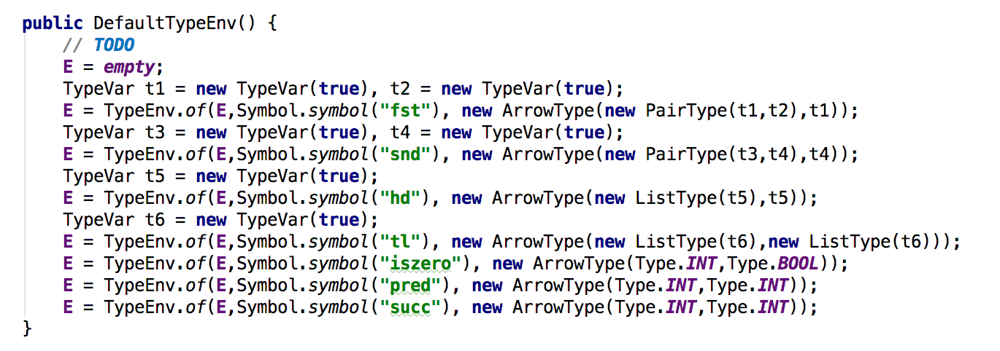 public DefaultTypeEnv() {
    // TODO
    E = empty;
    TypeVar t1 = new TypeVar(true), t2 = new TypeVar(true);
    E = TypeEnv.of(E,Symbol.symbol("fst"), new ArrowType(new PairType(t1,t2),t1));
    TypeVar t3 = new TypeVar(true), t4 = new TypeVar(true);
    E = TypeEnv.of(E,Symbol.symbol("snd"), new ArrowType(new PairType(t3,t4),t4));
    TypeVar t5 = new TypeVar(true);
    E = TypeEnv.of(E,Symbol.symbol("hd"), new ArrowType(new ListType(t5),t5));
    TypeVar t6 = new TypeVar(true);
    E = TypeEnv.of(E,Symbol.symbol("tl"), new ArrowType(new ListType(t6),new ListType(t6)));
    E = TypeEnv.of(E,Symbol.symbol("iszero"), new ArrowType(Type.INT,Type.BOOL));
    E = TypeEnv.of(E,Symbol.symbol("pred"), new ArrowType(Type.INT,Type.INT));
    E = TypeEnv.of(E,Symbol.symbol("succ"), new ArrowType(Type.INT,Type.INT));
}